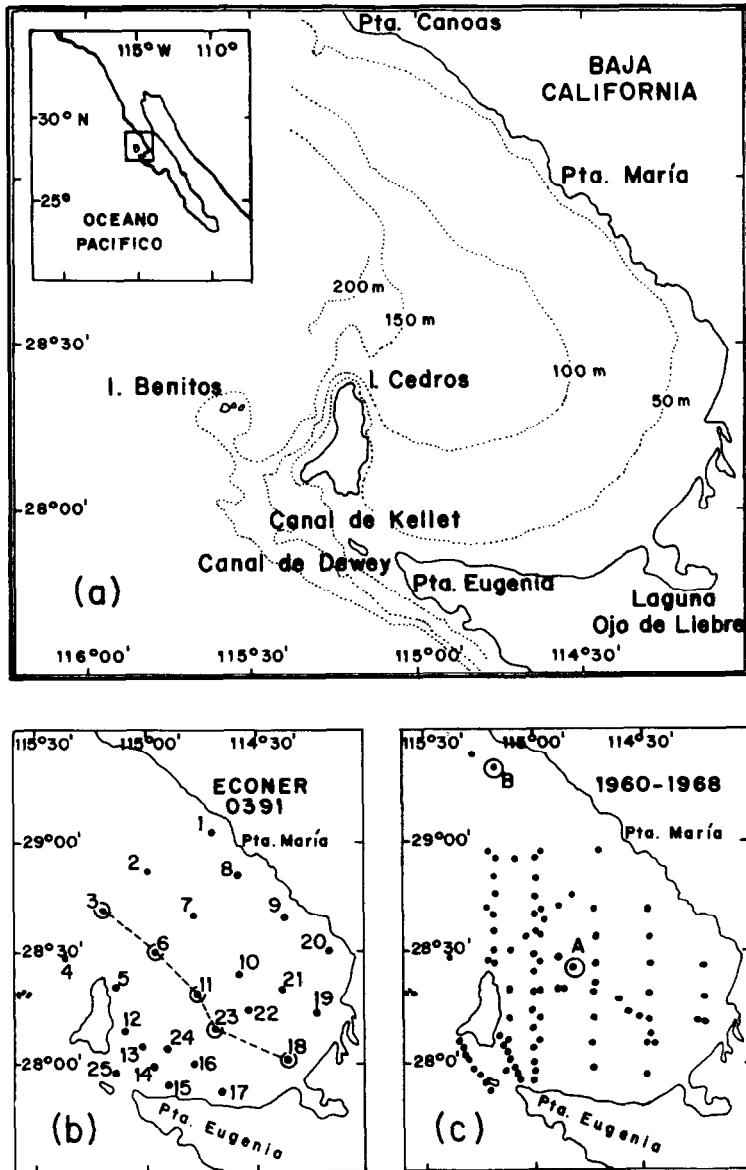 Pta. Canoas
115° W 110°
30° N
25°
OCEANO
PACIFICO
BAJA
CALIFORNIA
Pta. María
200 m
150 m
28°30'
I. Benitos
I. Cedros
100 m
50 m
28°00'
Canal de Kellet
Canal de Dewey
Pta. Eugenia
(a)
Laguna
Ojo de Liebre
116°00' 115°30' 115°00' 114°30'
115°30' 115°00' 114°30'
ECONER
0391
1
Pta. María
29°00'
2
8
3
7
9
20
6
28°30'
4
10
5
11
21
19
12
23
22
13
24
18
28°00'
25
14
16
15
17
Pta. Eugenia
(b)
115°30' 115°00' 114°30'
B
1960-1968
Pta. María
29°00'
28°30'
A
28°00'
Pta. Eugenia
(c)